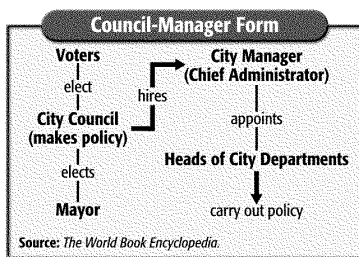 Council-Manager Form
Voters
elect
City Council
(makes policy)
elects
Mayor
hires
City Manager
(Chief Administrator)
appoints
Heads of City Departments
carry out policy
Source: The World Book Encyclopedia.